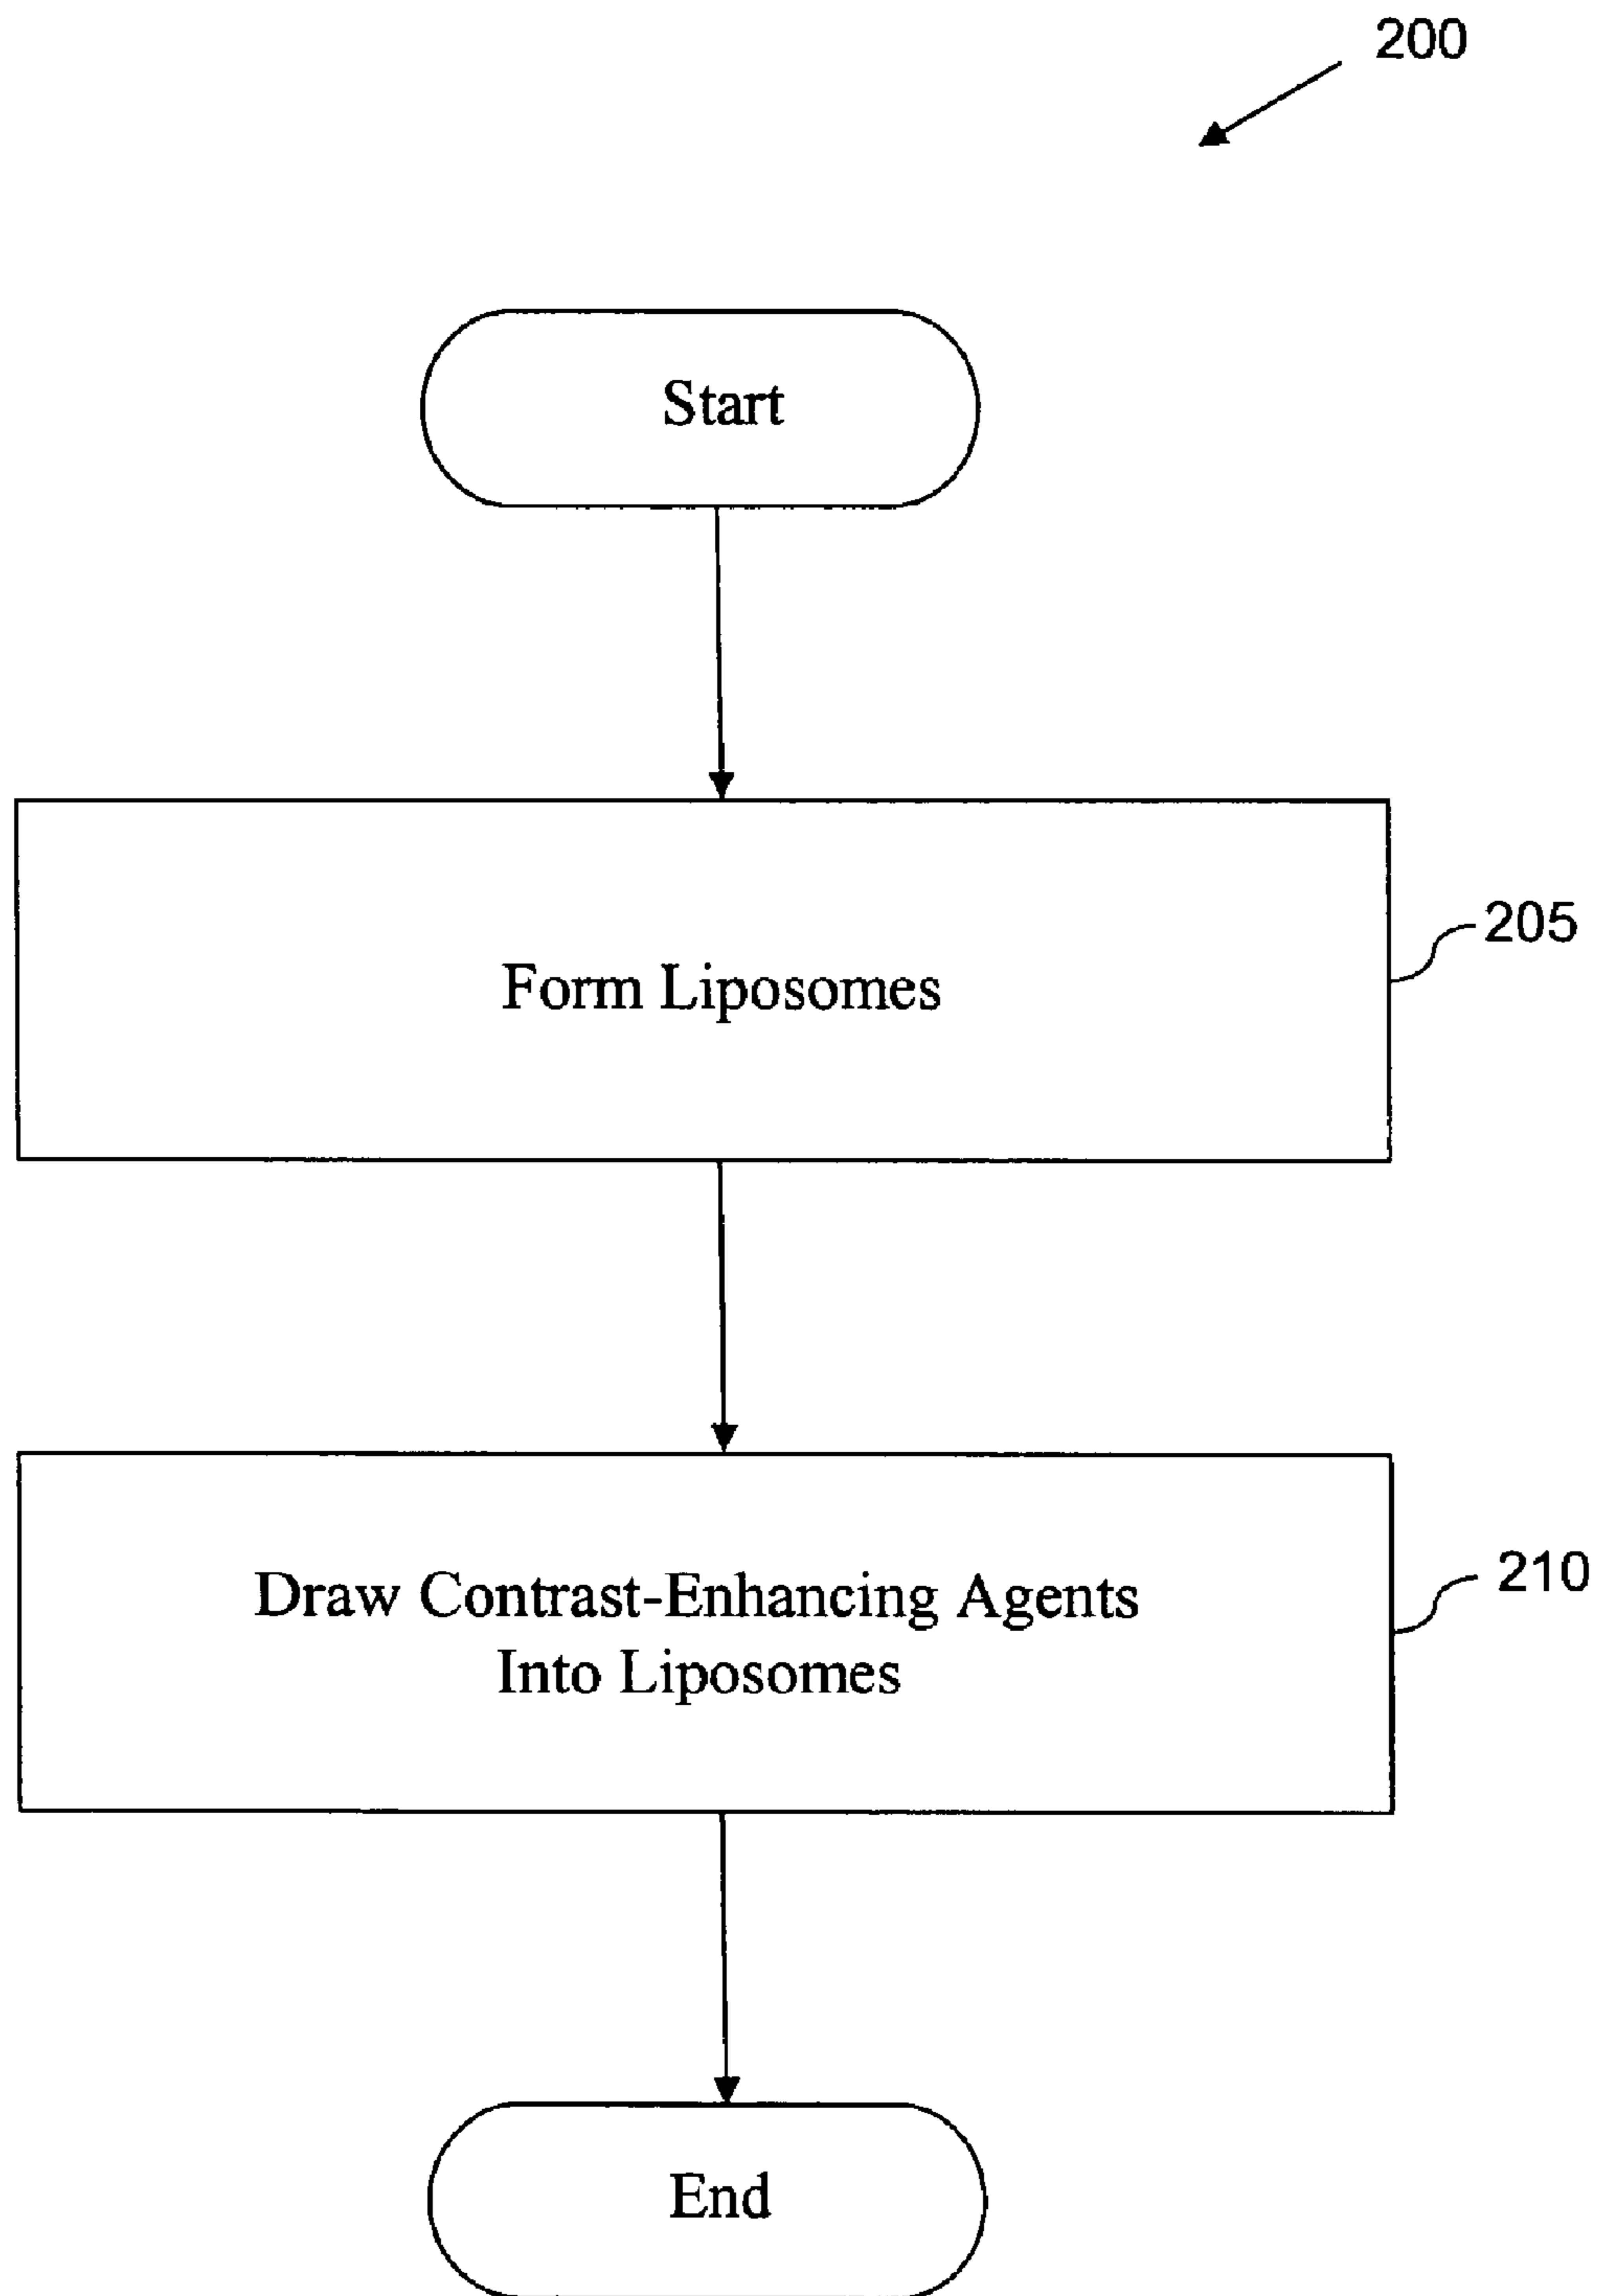 200
Start
Form Liposomes
205
Draw Contrast-Enhancing Agents
Into Liposomes
210
End